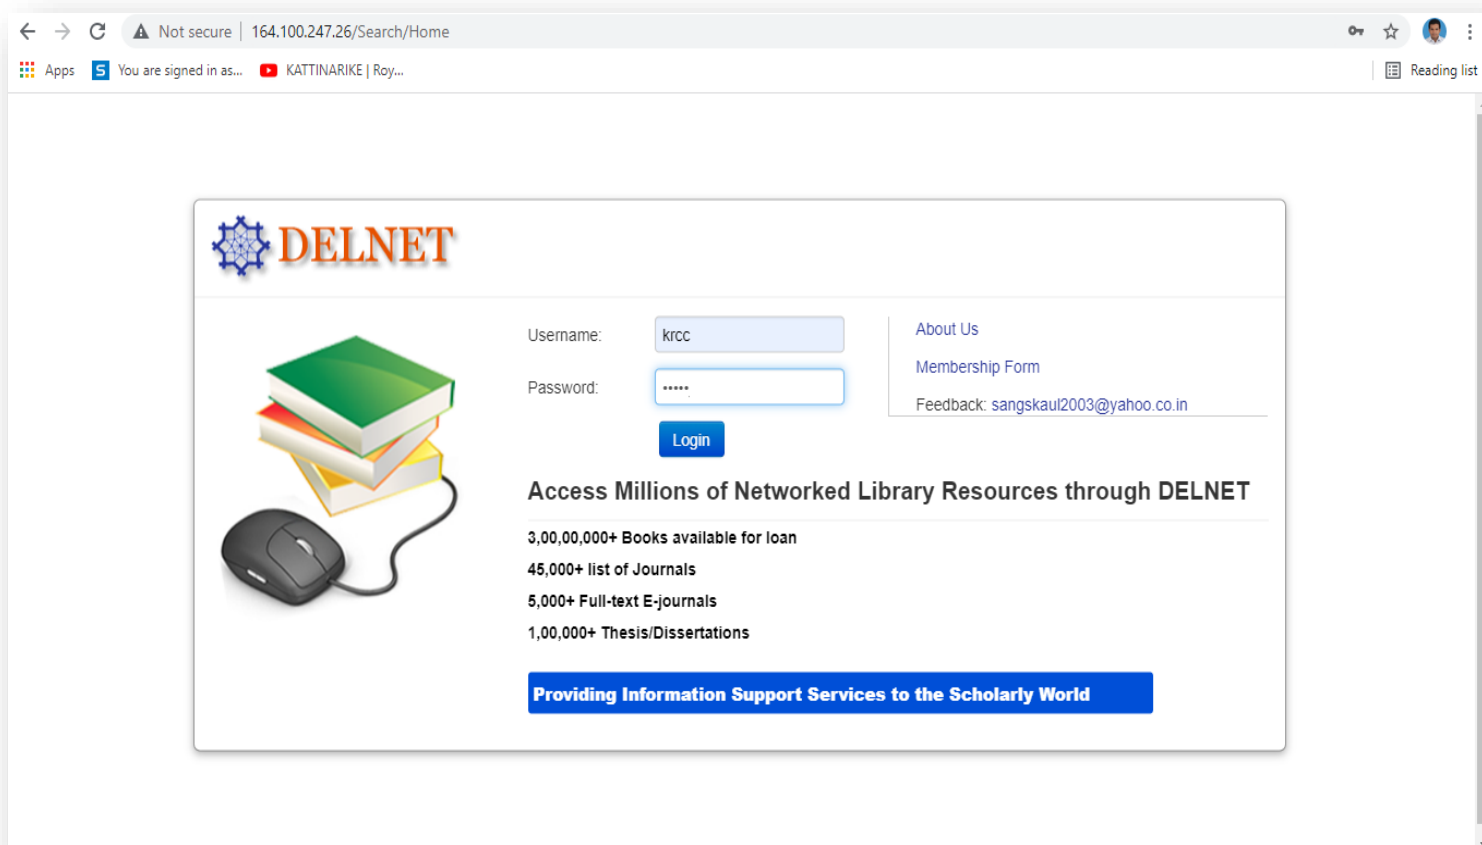 Not secure | 164.100.247.26/Search/Home
Apps S You are signed in as... KATTINARIKE | Roy...
Reading list
DELNET
Username: krcc
Password: •••••
Login
About Us
Membership Form
Feedback: sangskaul2003@yahoo.co.in
Access Millions of Networked Library Resources through DELNET
3,00,00,000+ Books available for loan
45,000+ list of Journals
5,000+ Full-text E-journals
1,00,000+ Thesis/Dissertations
Providing Information Support Services to the Scholarly World